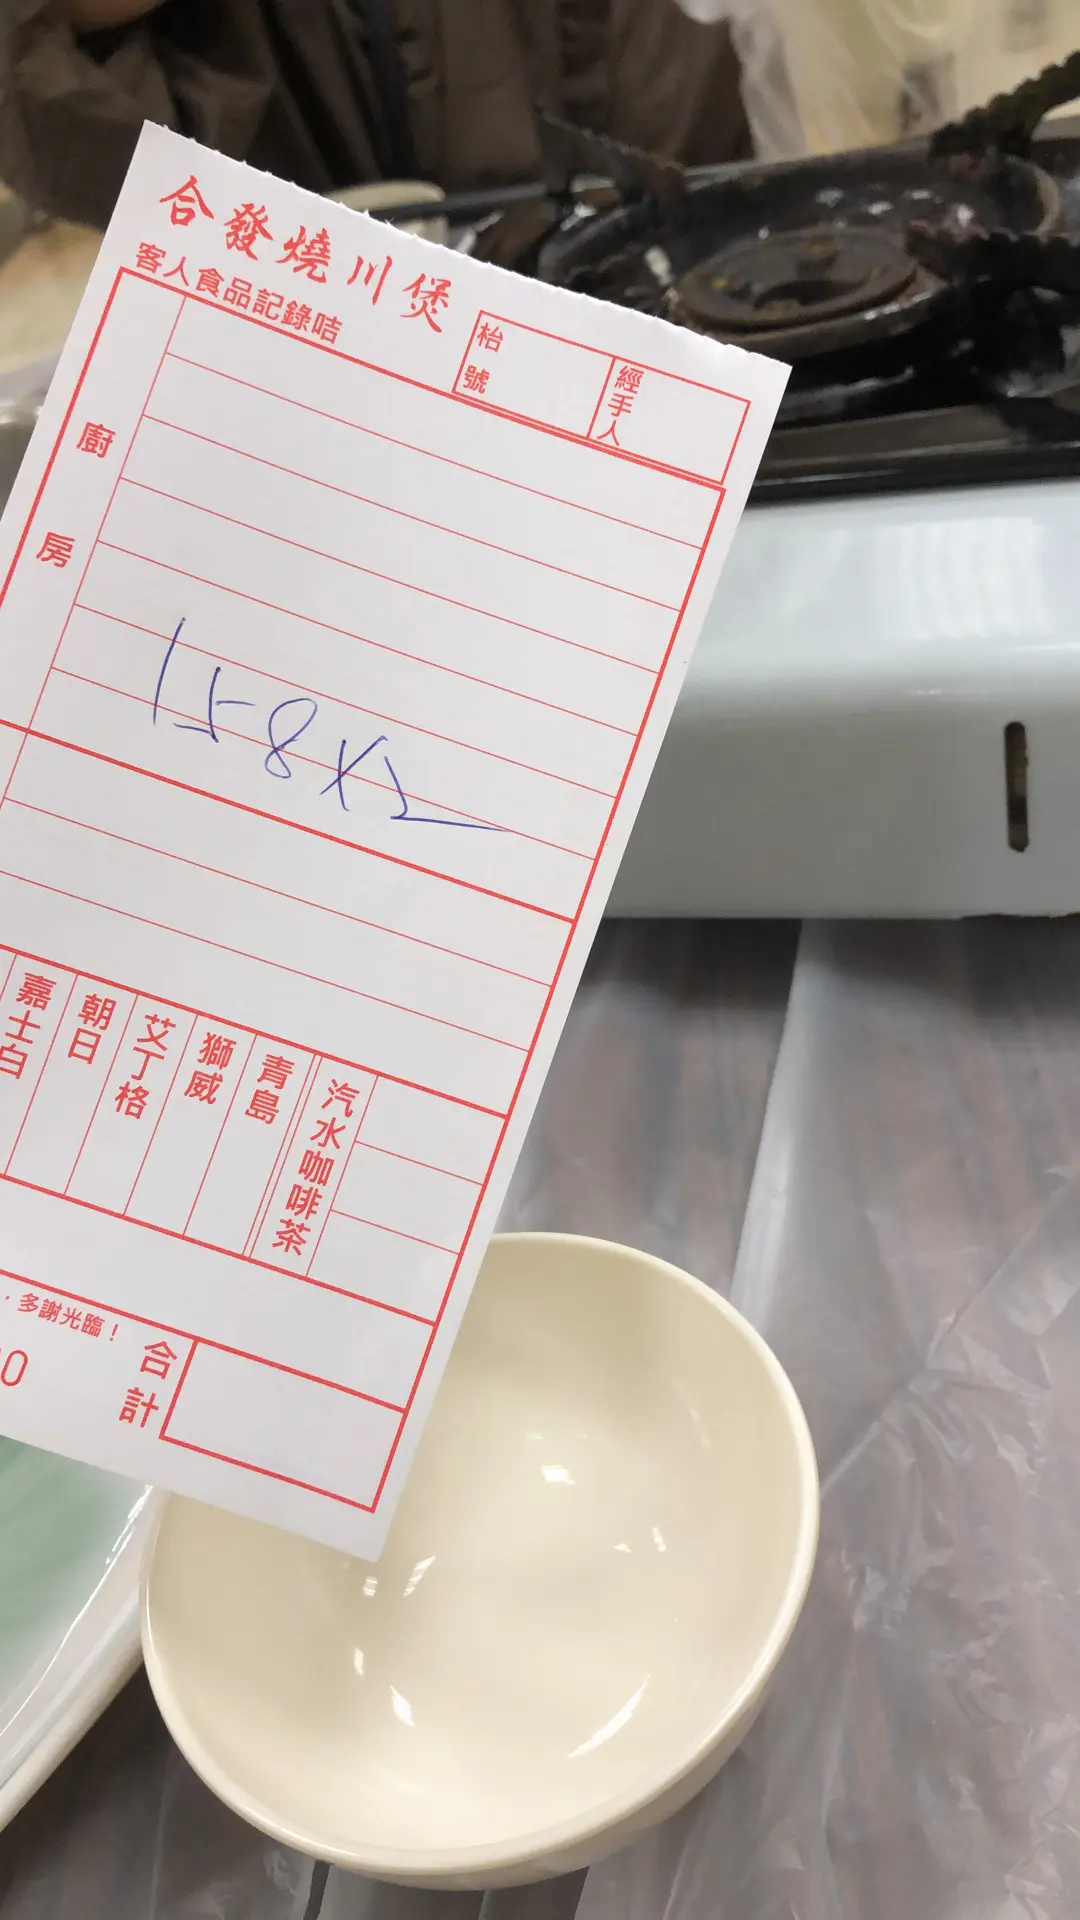 合發燒川煲
客人食品記錄咭
枱號
經手人
廚房
158x2
嘉士白
朝日
艾丁格
獅威
青島
汽水咖啡茶
，多謝光臨！
合計